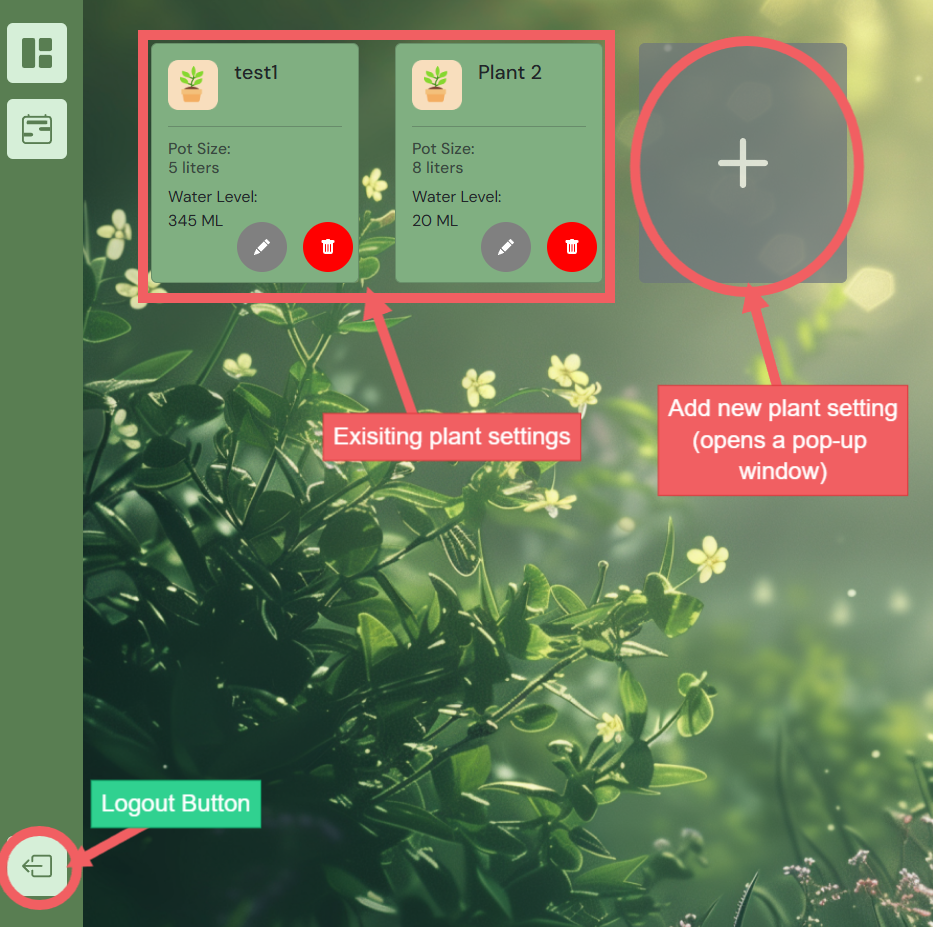 test1
Pot Size:
5 liters
Water Level:
345 ML
Plant 2
Pot Size:
8 liters
Water Level:
20 ML
Exisiting plant settings
Add new plant setting
(opens a pop-up
window)
Logout Button